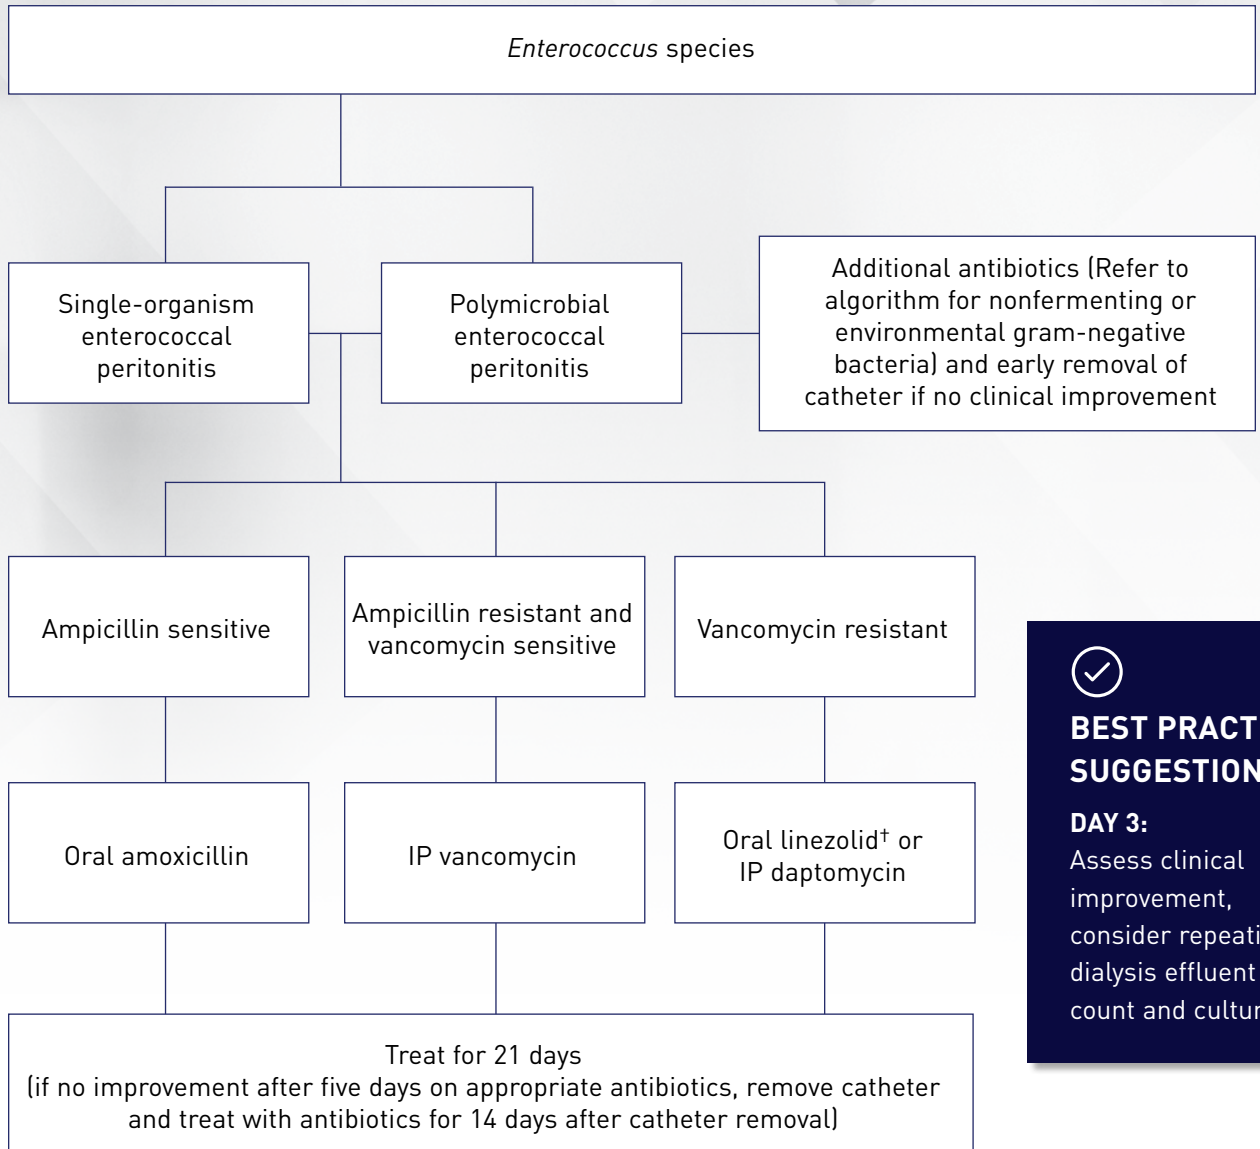 Enterococcus species
Single-organism
enterococcal
peritonitis
Polymicrobial
enterococcal
peritonitis
Additional antibiotics (Refer to
algorithm for nonfermenting or
environmental gram-negative
bacteria) and early removal of
catheter if no clinical improvement
Ampicillin sensitive
Ampicillin resistant and
vancomycin sensitive
Vancomycin resistant
Oral amoxicillin
IP vancomycin
Oral linezolid† or
IP daptomycin
Treat for 21 days
(if no improvement after five days on appropriate antibiotics, remove catheter
and treat with antibiotics for 14 days after catheter removal)
BEST PRACT
SUGGESTION
DAY 3:
Assess clinical
improvement,
consider repeati
dialysis effluent
count and cultur